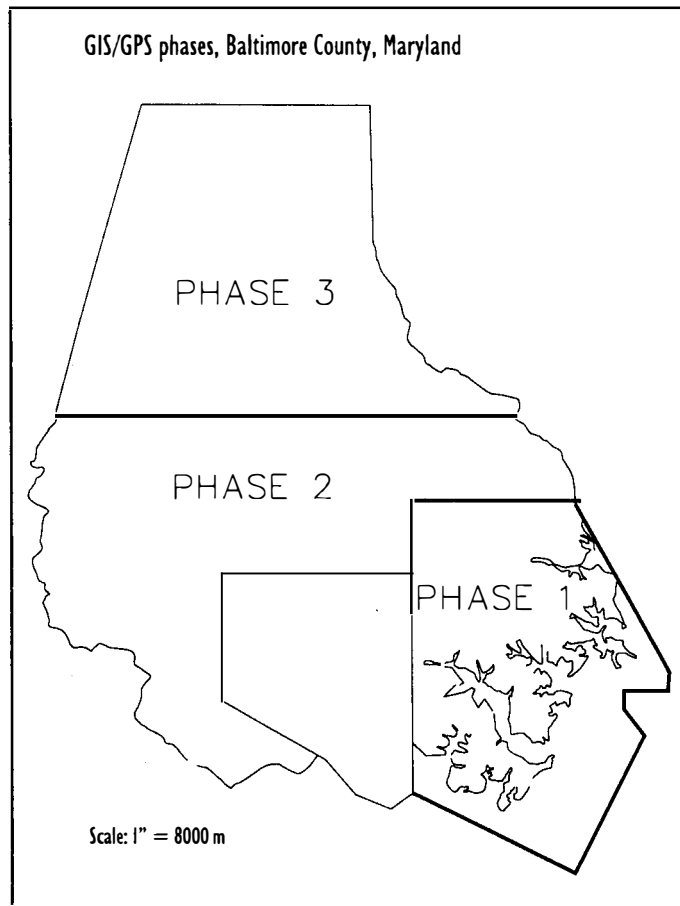 GIS/GPS phases, Baltimore County, Maryland
PHASE 3
PHASE 2
PHASE 1
Scale: 1" = 8000 m